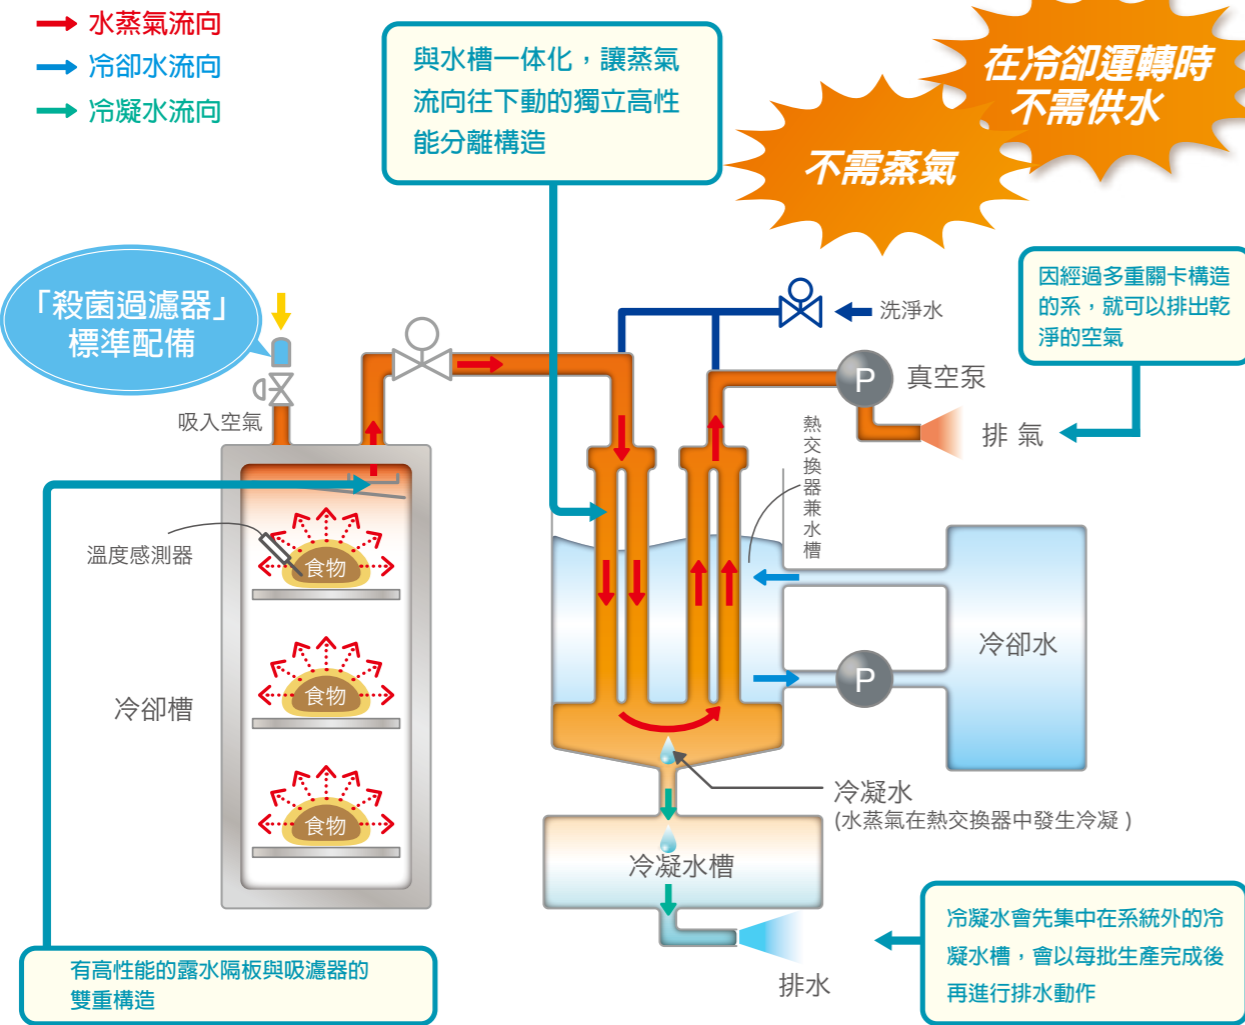 水蒸氣流向
冷卻水流向
冷凝水流向
與水槽一体化，讓蒸氣
流向往下動的獨立高性
能分離構造
在冷卻運轉時
不需供水
不需蒸氣
「殺菌過濾器」
標準配備
吸入空氣
洗淨水
因經過多重關卡構造
的系，就可以排出乾
淨的空氣
P
真空泵
排 氣
熱交換器兼水槽
溫度感測器
食物
食物
食物
冷卻槽
冷卻水
P
冷凝水
(水蒸氣在熱交換器中發生冷凝 )
冷凝水槽
排水
有高性能的露水隔板與吸濾器的
雙重構造
冷凝水會先集中在系統外的冷
凝水槽，會以每批生產完成後
再進行排水動作